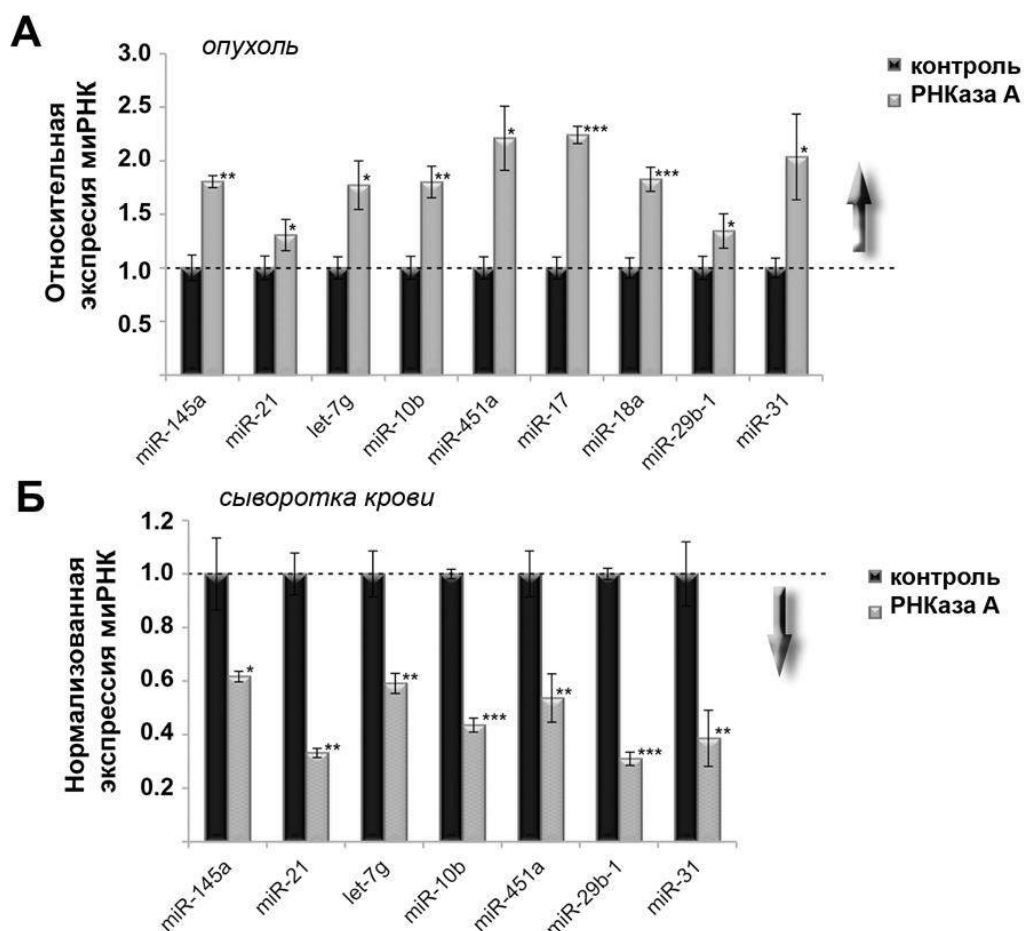 А
опухоль
Относительная
экспресия миРНК
3.0
2.5
2.0
1.5
1.0
0.5
**
*
*
**
*
***
***
*
*
контроль
РНКаза А
miR-145a
miR-21
let-7g
miR-10b
miR-451a
miR-17
miR-18a
miR-29b-1
miR-31
Б
сыворотка крови
Нормализованная
экспрессия миРНК
1.2
1.0
0.8
0.6
0.4
0.2
*
**
**
***
**
***
**
контроль
РНКаза А
miR-145a
miR-21
let-7g
miR-10b
miR-451a
miR-29b-1
miR-31